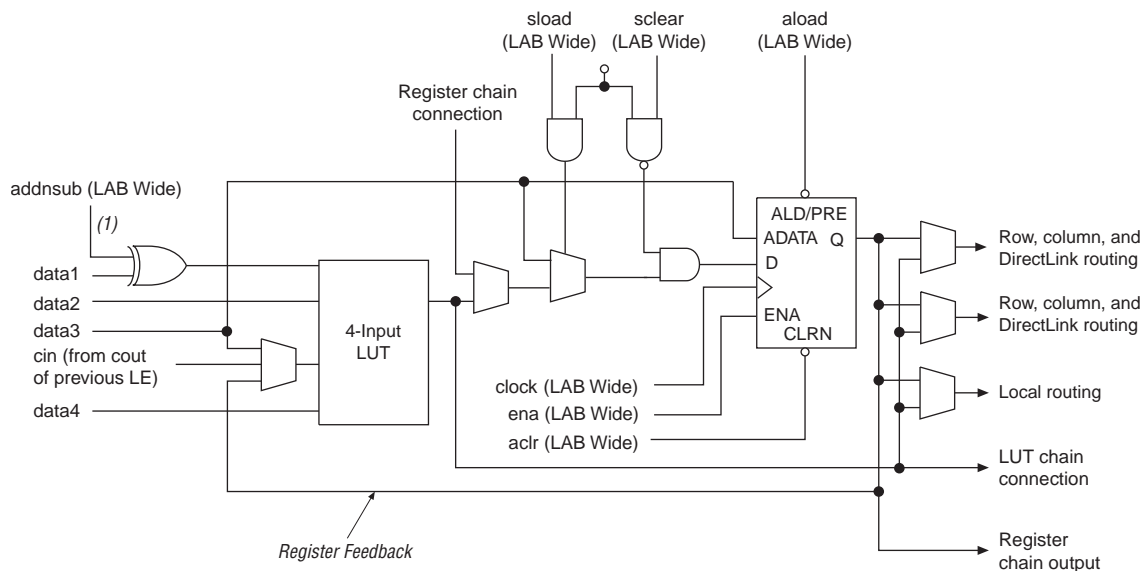 sload
(LAB Wide)
sclear
(LAB Wide)
aload
(LAB Wide)
Register chain
connection
addnsub (LAB Wide)
(1)
data1
data2
data3
cin (from cout
of previous LE)
data4
4-Input
LUT
ALD/PRE
ADATA Q
D
ENA
CLRN
clock (LAB Wide)
ena (LAB Wide)
aclr (LAB Wide)
Row, column, and
DirectLink routing
Row, column, and
DirectLink routing
Local routing
LUT chain
connection
Register
chain output
Register Feedback